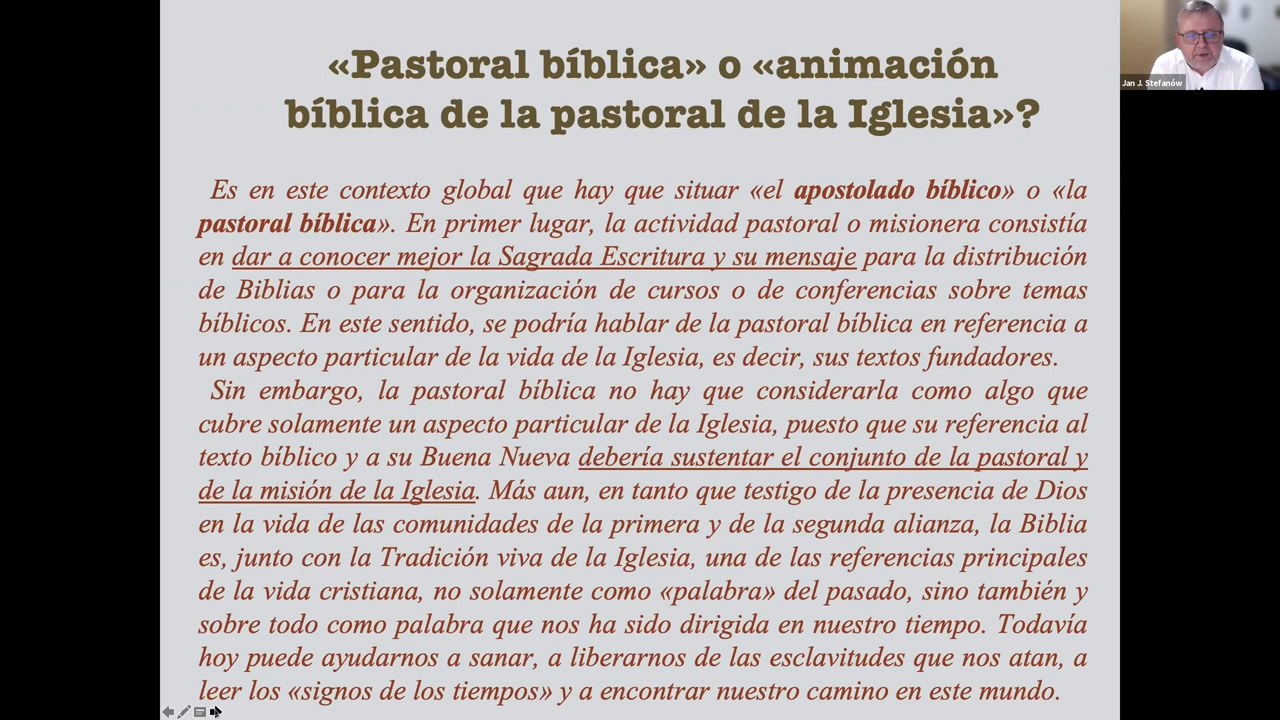 «Pastoral bíblica» o «animación
bíblica de la pastoral de la Iglesia»?
Jan J. Stefanów
Es en este contexto global que hay que situar «el apostolado bíblico» o «la
pastoral bíblica». En primer lugar, la actividad pastoral o misionera consistía
en dar a conocer mejor la Sagrada Escritura y su mensaje para la distribución
de Biblias o para la organización de cursos o de conferencias sobre temas
bíblicos. En este sentido, se podría hablar de la pastoral bíblica en referencia a
un aspecto particular de la vida de la Iglesia, es decir, sus textos fundadores.
Sin embargo, la pastoral bíblica no hay que considerarla como algo que
cubre solamente un aspecto particular de la Iglesia, puesto que su referencia al
texto bíblico y a su Buena Nueva debería sustentar el conjunto de la pastoral y
de la misión de la Iglesia. Más aun, en tanto que testigo de la presencia de Dios
en la vida de las comunidades de la primera y de la segunda alianza, la Biblia
es, junto con la Tradición viva de la Iglesia, una de las referencias principales
de la vida cristiana, no solamente como «palabra» del pasado, sino también y
sobre todo como palabra que nos ha sido dirigida en nuestro tiempo. Todavía
hoy puede ayudarnos a sanar, a liberarnos de las esclavitudes que nos atan, a
leer los «signos de los tiempos» y a encontrar nuestro camino en este mundo.